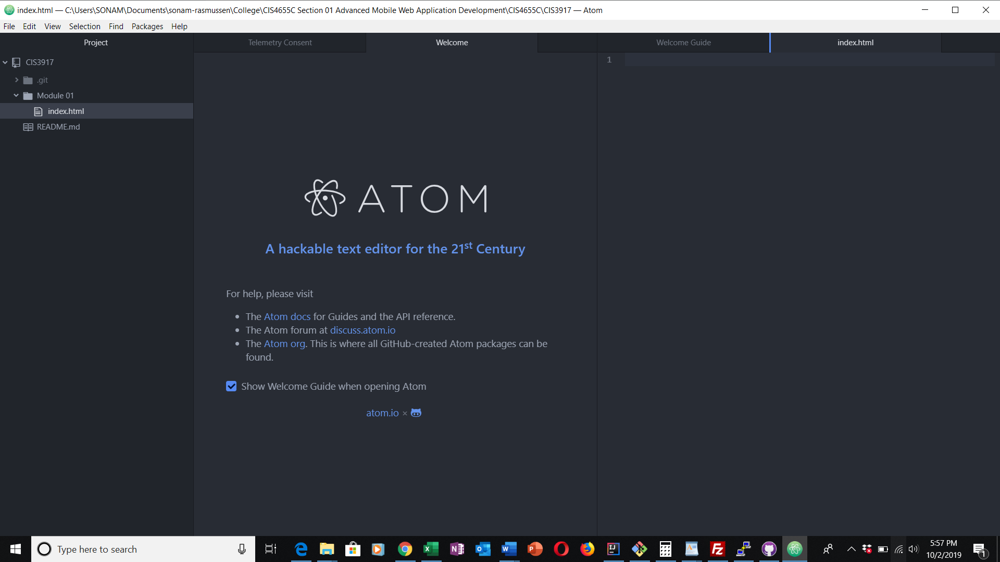 index.html — C:\Users\SONAM\Documents\sonam-rasmussen\College\CIS4655C Section 01 Advanced Mobile Web Application Development\CIS4655C\CIS3917 — Atom
File Edit View Selection Find Packages Help
Project
Telemetry Consent
Welcome
Welcome Guide
index.html
CIS3917
.git
Module 01
index.html
README.md
1
ATOM
A hackable text editor for the 21st Century
For help, please visit
The Atom docs for Guides and the API reference.
The Atom forum at discuss.atom.io
The Atom org. This is where all GitHub-created Atom packages can be
found.
Show Welcome Guide when opening Atom
atom.io ×
Type here to search
5:57 PM
10/2/2019
1